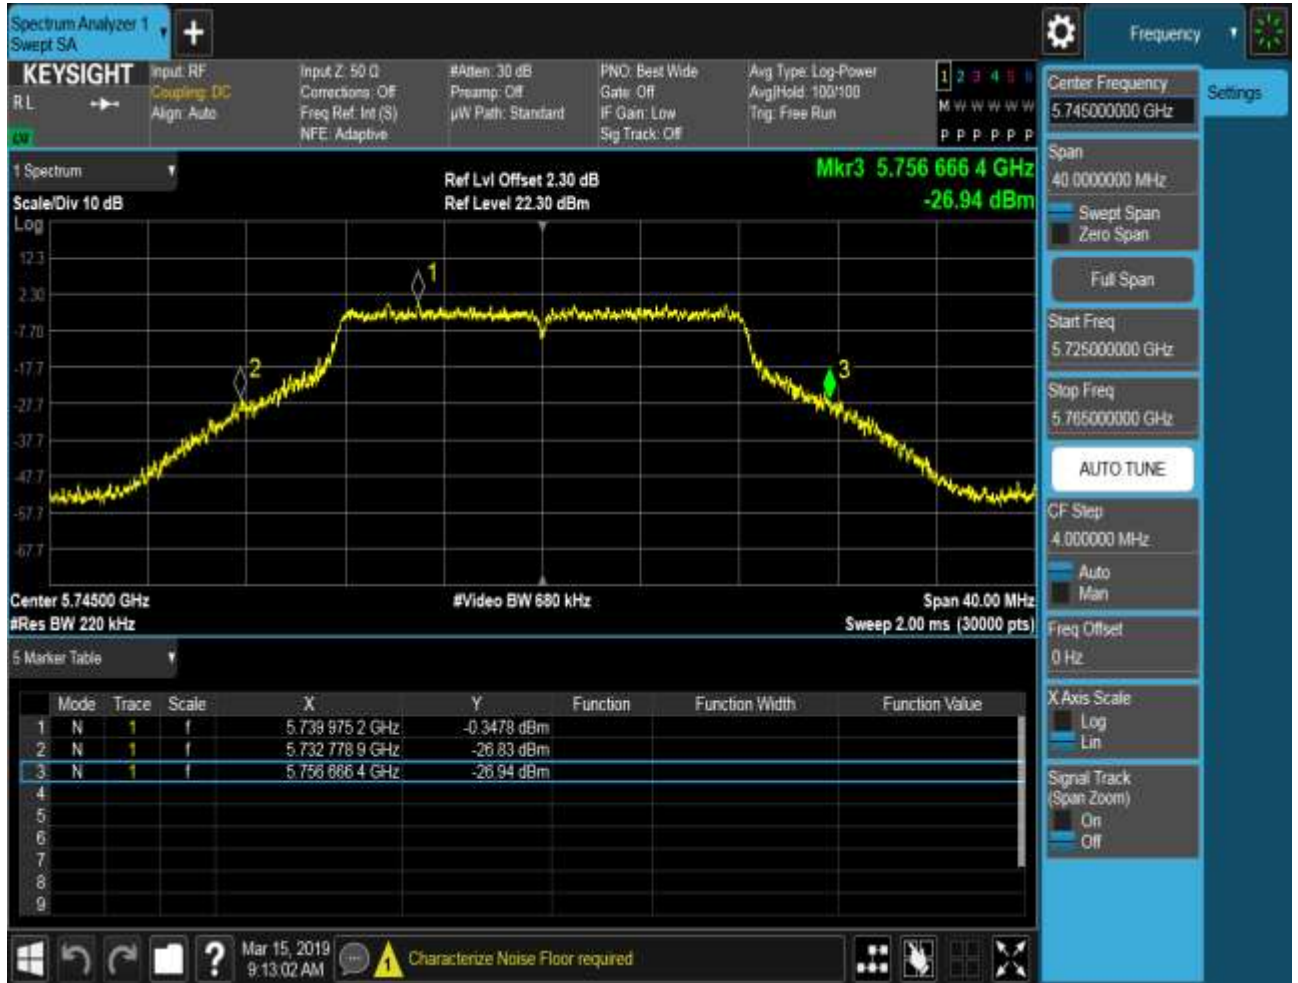 Spectrum Analyzer 1
Swept SA
Frequency
KEYSIGHT
RL
Input: RF
Coupling: DC
Align: Auto
Input Z: 50 Ω
Corrections: Off
Freq Ref: Int (S)
NFE: Adaptive
#Atten: 30 dB
Preamp: Off
µW Path: Standard
PNO: Best Wide
Gate: Off
IF Gain: Low
Sig Track: Off
Avg Type: Log-Power
Avg|Hold: 100/100
Trig: Free Run
1 2 3 4 5 6
M W W W W W
P P P P P P
1 Spectrum
Scale/Div 10 dB
Ref Lvl Offset 2.30 dB
Ref Level 22.30 dBm
Mkr3 5.756 666 4 GHz
-26.94 dBm
Log
12.3
2.30
-7.70
-17.7
-27.7
-37.7
-47.7
-57.7
-67.7
1
2
3
Center 5.74500 GHz
#Res BW 220 kHz
#Video BW 680 kHz
Span 40.00 MHz
Sweep 2.00 ms (30000 pts)
5 Marker Table
Mode Trace Scale X Y Function Function Width Function Value
1 N 1 f 5.739 975 2 GHz -0.3478 dBm
2 N 1 f 5.732 778 9 GHz -26.83 dBm
3 N 1 f 5.756 666 4 GHz -26.94 dBm
4
5
6
7
8
9
Center Frequency
5.745000000 GHz
Settings
Span
40.0000000 MHz
Swept Span
Zero Span
Full Span
Start Freq
5.725000000 GHz
Stop Freq
5.765000000 GHz
AUTO TUNE
CF Step
4.000000 MHz
Auto
Man
Freq Offset
0 Hz
X Axis Scale
Log
Lin
Signal Track
(Span Zoom)
On
Off
?
Mar 15, 2019
9:13:02 AM
1
Characterize Noise Floor required